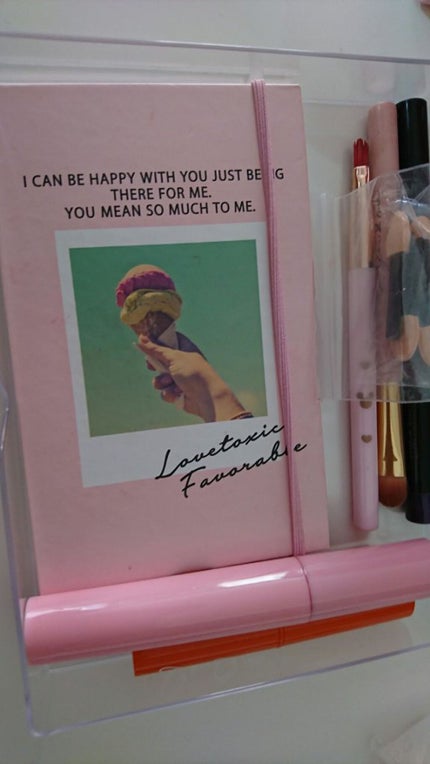 I CAN BE HAPPY WITH YOU JUST BEING
THERE FOR ME.
YOU MEAN SO MUCH TO ME.
Lovetoxic
Favorable